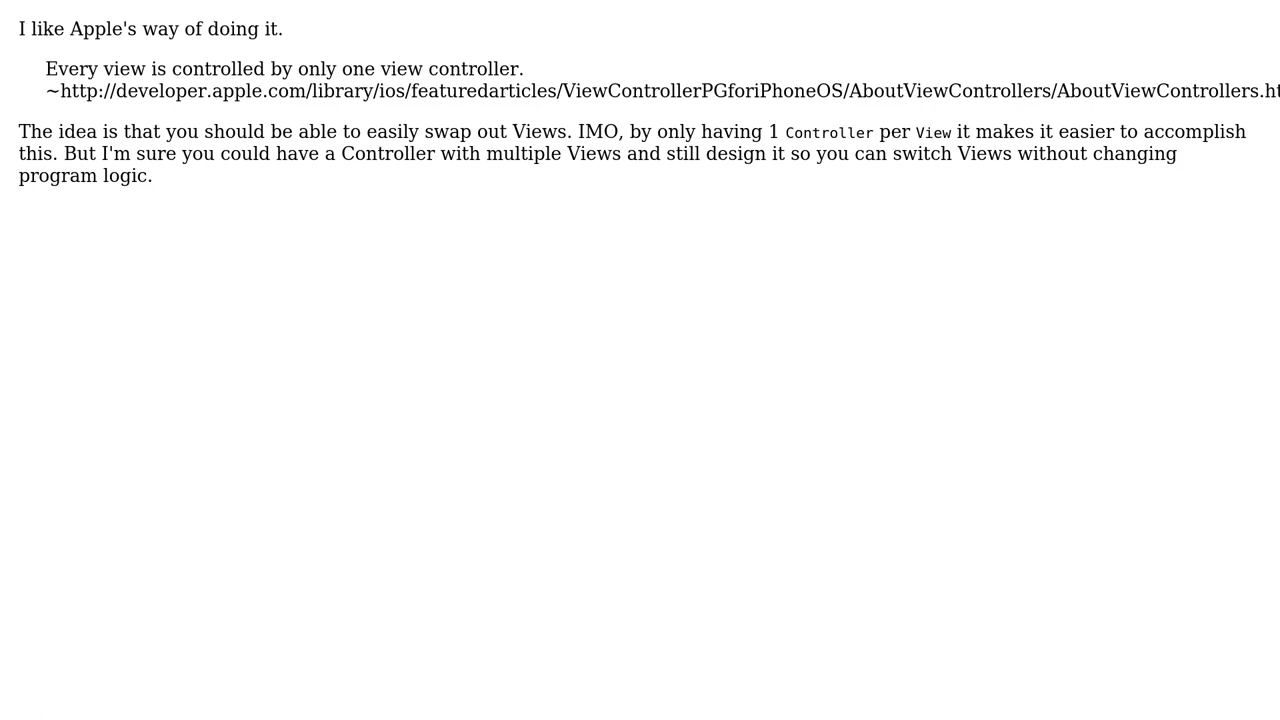 I like Apple's way of doing it.
Every view is controlled by only one view controller.
~http://developer.apple.com/library/ios/featuredarticles/ViewControllerPGforiPhoneOS/AboutViewControllers/AboutViewControllers.ht
The idea is that you should be able to easily swap out Views. IMO, by only having 1 Controller per View it makes it easier to accomplish
this. But I'm sure you could have a Controller with multiple Views and still design it so you can switch Views without changing
program logic.